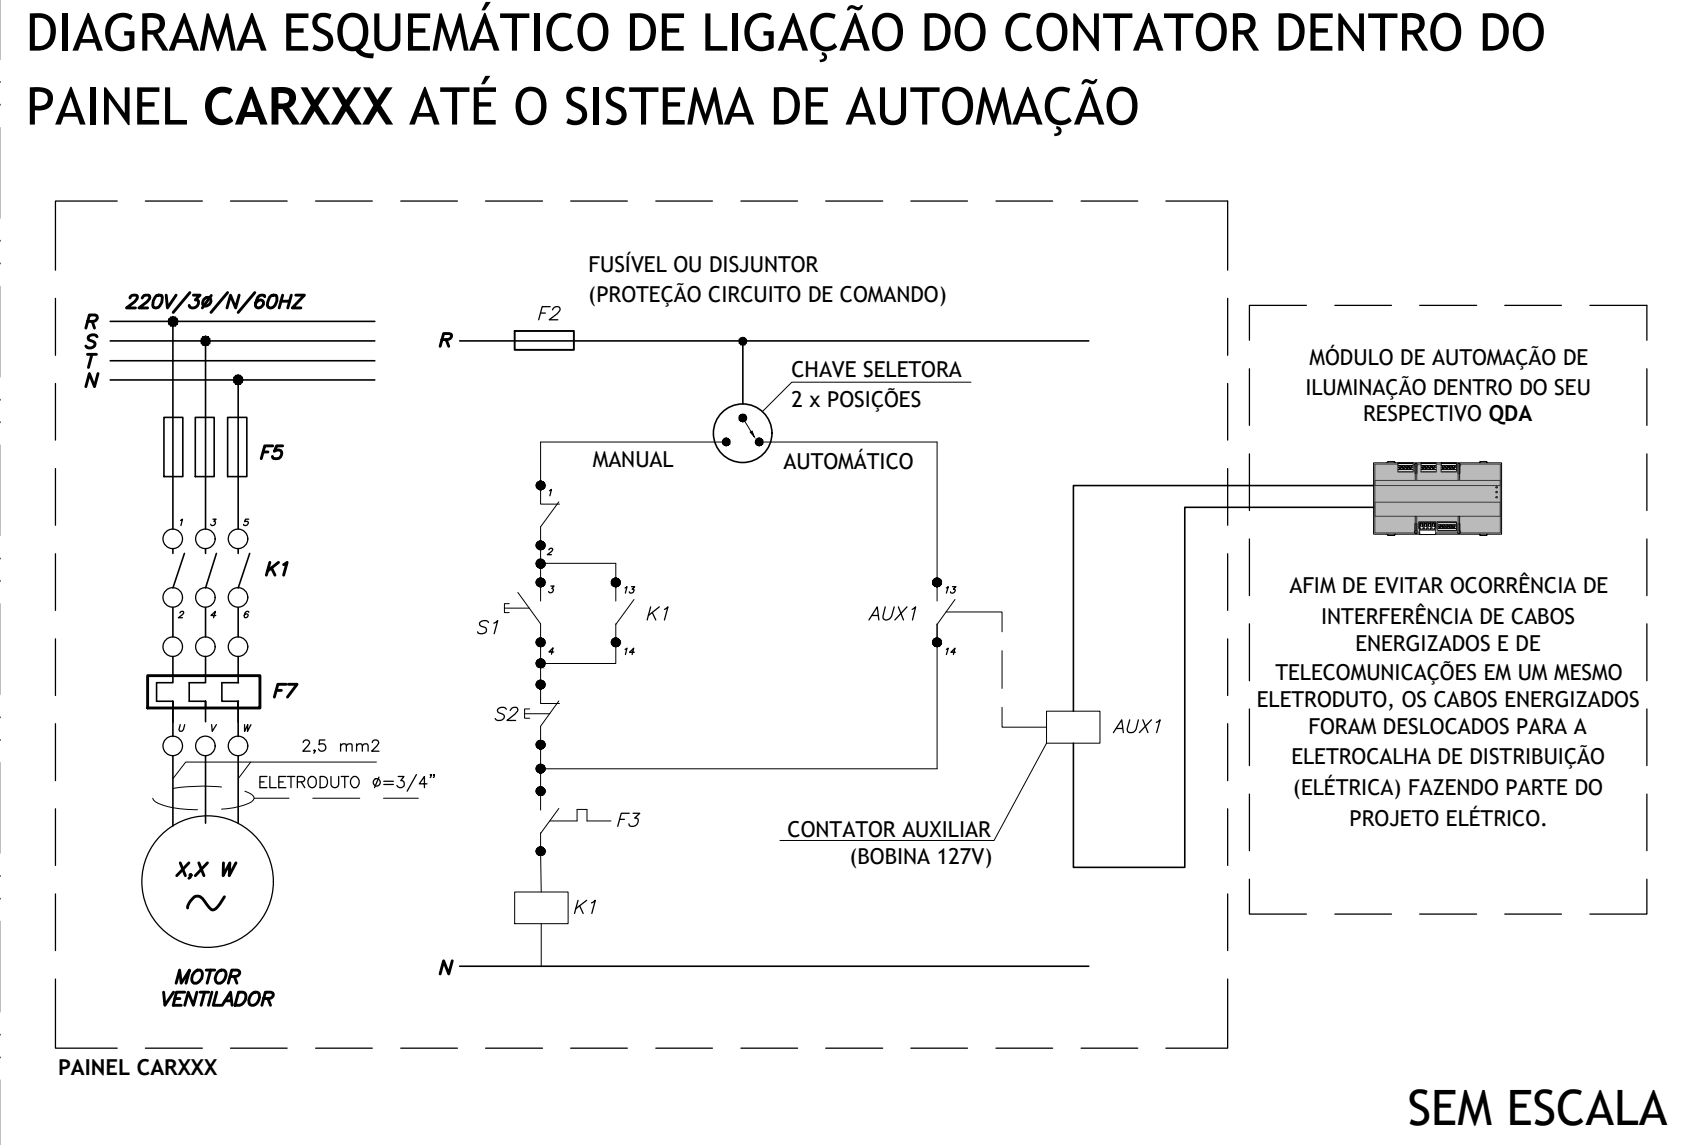 DIAGRAMA ESQUEMÁTICO DE LIGAÇÃO DO CONTATOR DENTRO DO
PAINEL CARXXX ATÉ O SISTEMA DE AUTOMAÇÃO
220V/3ø/N/60HZ
R
S
T
N
F5
1
3
5
K1
2
4
6
F7
U
V
W
2,5 mm2
ELETRODUTO ø=3/4"
X,X W
MOTOR
VENTILADOR
FUSÍVEL OU DISJUNTOR
(PROTEÇÃO CIRCUITO DE COMANDO)
F2
R
CHAVE SELETORA
2 x POSIÇÕES
MANUAL
AUTOMÁTICO
1
2
3
13
S1
K1
4
14
S2
13
AUX1
14
AUX1
F3
CONTATOR AUXILIAR
(BOBINA 127V)
K1
N
PAINEL CARXXX
MÓDULO DE AUTOMAÇÃO DE
ILUMINAÇÃO DENTRO DO SEU
RESPECTIVO QDA
AFIM DE EVITAR OCORRÊNCIA DE
INTERFERÊNCIA DE CABOS
ENERGIZADOS E DE
TELECOMUNICAÇÕES EM UM MESMO
ELETRODUTO, OS CABOS ENERGIZADOS
FORAM DESLOCADOS PARA A
ELETROCALHA DE DISTRIBUIÇÃO
(ELÉTRICA) FAZENDO PARTE DO
PROJETO ELÉTRICO.
SEM ESCALA